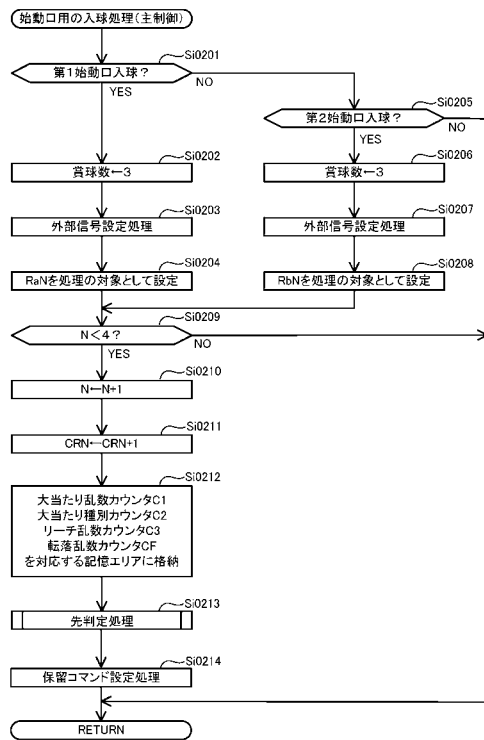 始動口用の入球処理(主制御)
Si0201
第1始動口入球?
NO
YES
Si0205
第2始動口入球?
NO
YES
Si0202
賞球数←3
Si0206
賞球数←3
Si0203
外部信号設定処理
Si0207
外部信号設定処理
Si0204
RaNを処理の対象として設定
Si0208
RbNを処理の対象として設定
Si0209
N<4?
NO
YES
Si0210
N←N+1
Si0211
CRN←CRN+1
Si0212
大当たり乱数カウンタC1
大当たり種別カウンタC2
リーチ乱数カウンタC3
転落乱数カウンタCF
を対応する記憶エリアに格納
Si0213
先判定処理
Si0214
保留コマンド設定処理
RETURN